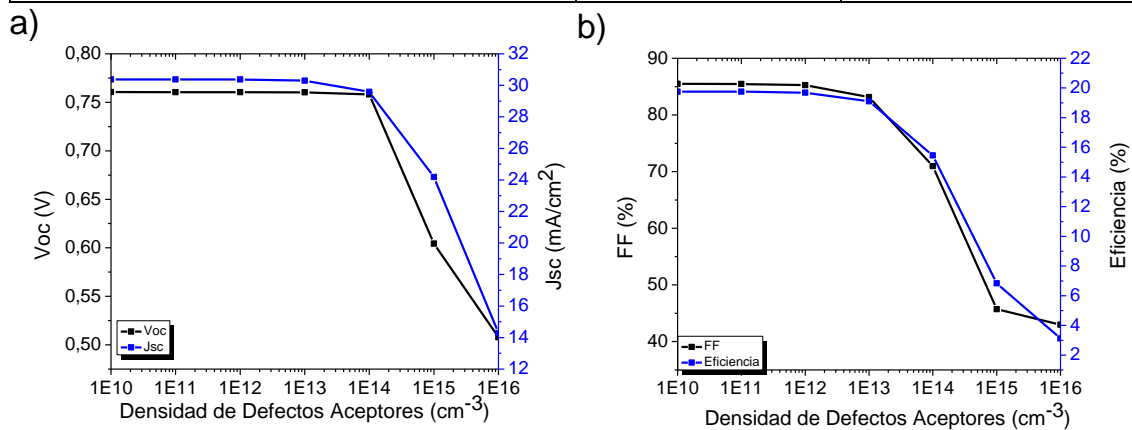 a)
b)
0,80
0,75
0,70
0,65
0,60
0,55
0,50
Voc (V)
32
30
28
26
24
22
20
18
16
14
12
Jsc (mA/cm²)
Voc
Jsc
1E10 1E11 1E12 1E13 1E14 1E15 1E16
Densidad de Defectos Aceptores (cm⁻³)
90
80
70
60
50
40
FF (%)
22
20
18
16
14
12
10
8
6
4
2
Eficiencia (%)
FF
Eficiencia
1E10 1E11 1E12 1E13 1E14 1E15 1E16
Densidad de Defectos Aceptores (cm⁻³)